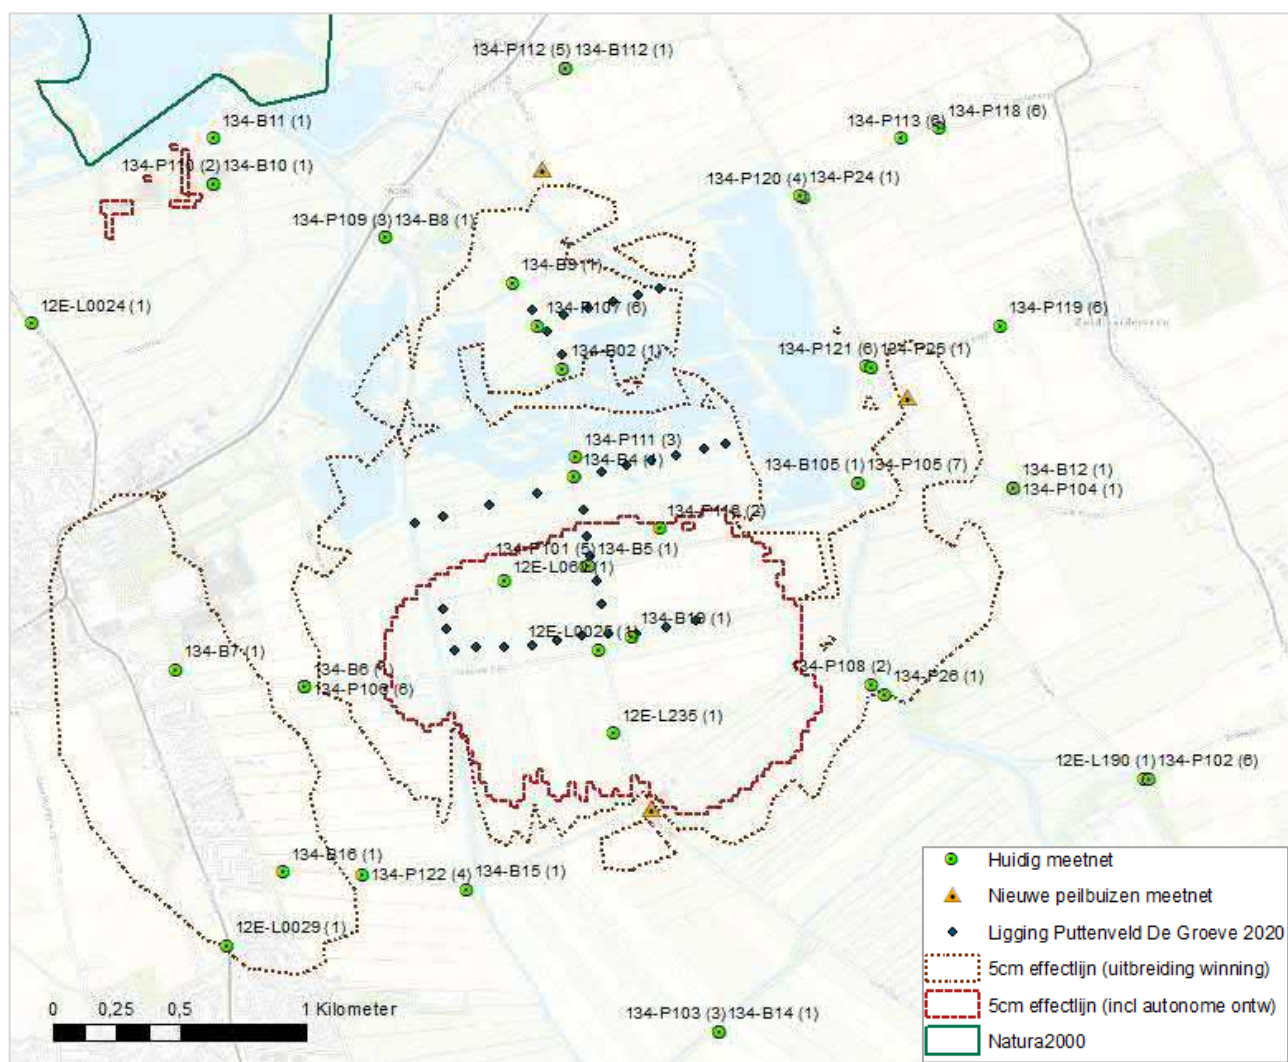 134-P112 (5) 134-B112 (1)
134-B11 (1)
134-P113 (6)
134-P118 (6)
134-P110 (2) 134-B10 (1)
134-P120 (4) 134-P24 (1)
134-P109 (3) 134-B8 (1)
134-B9 (1)
12E-L0024 (1)
134-P107 (6)
134-P119 (6)
134-B02 (1)
134-P121 (6) 134-P25 (1)
134-P111 (3)
134-B4 (1)
134-B105 (1) 134-P105 (7)
134-B12 (1)
134-P104 (1)
(2)
134-P101 (5) 134-B5 (1)
(1)
12E-L0025 (1)
134-B19 (1)
134-B7 (1)
134-B6
134-P106 (6)
134-P108 (2)
134-P26 (1)
12E-L235 (1)
12E-L190 (1) 134-P102 (6)
134-B16 (1)
134-P122 (4)
134-B15 (1)
12E-L0029 (1)
134-P103 (3) 134-B14 (1)
0 0,25 0,5 1 Kilometer
Huidig meetnet
Nieuwe peilbuizen meetnet
Ligging Puttenveld De Groeve 2020
5cm effectlijn (uitbreiding winning)
5cm effectlijn (incl autonome ontw)
Natura2000